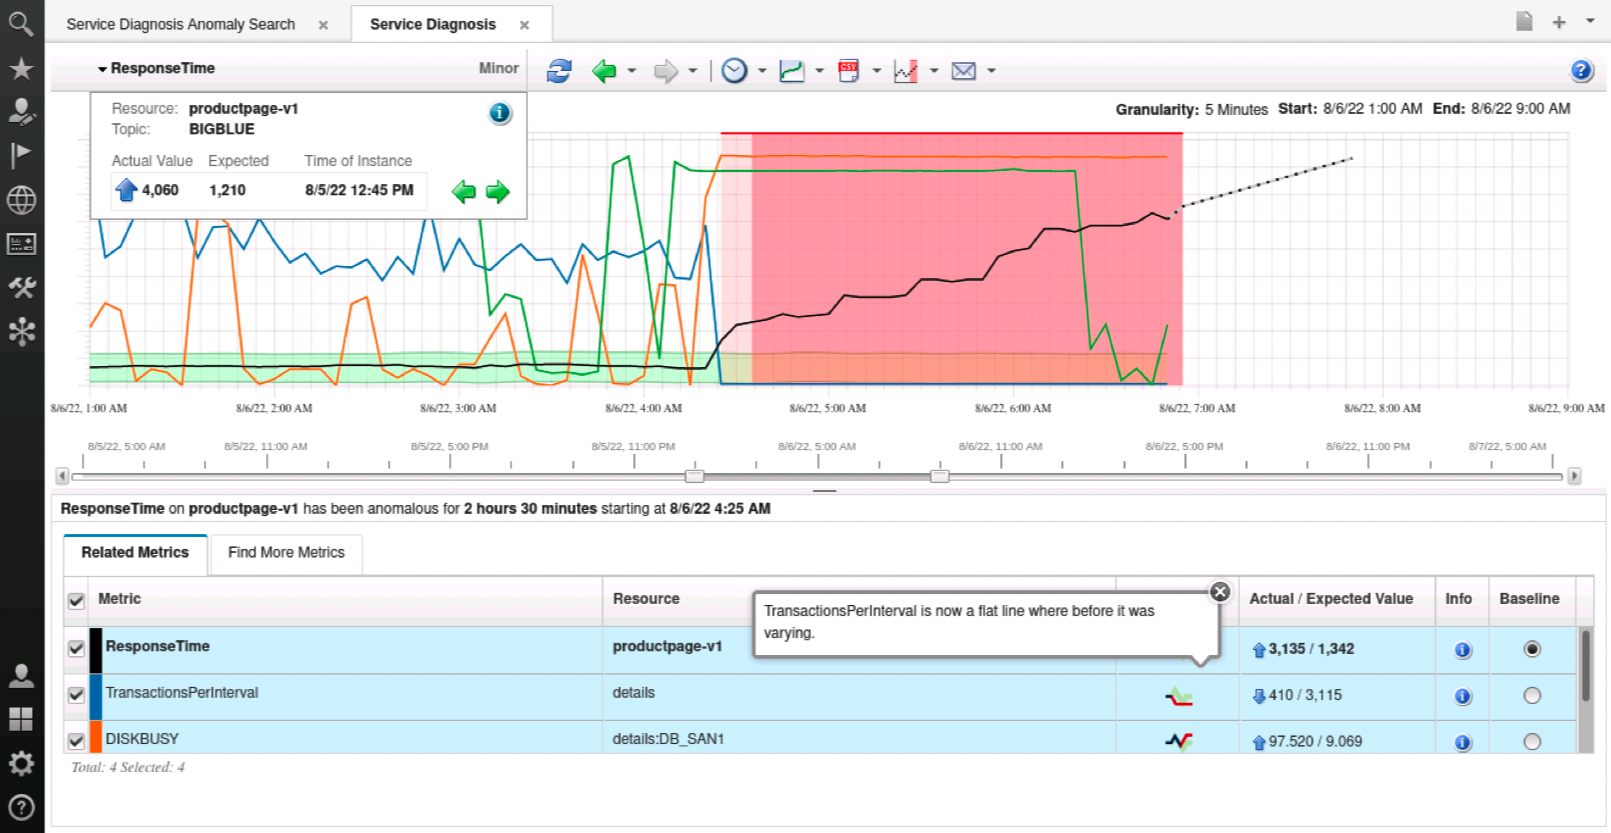 Service Diagnosis Anomaly Search
Service Diagnosis
ResponseTime Minor
CSV
Resource: productpage-v1
Topic: BIGBLUE
Actual Value Expected Time of Instance
4,060 1,210 8/5/22 12:45 PM
Granularity: 5 Minutes Start: 8/6/22 1:00 AM End: 8/6/22 9:00 AM
8/6/22, 1:00 AM 8/6/22, 2:00 AM 8/6/22, 3:00 AM 8/6/22, 4:00 AM 8/6/22, 5:00 AM 8/6/22, 6:00 AM 8/6/22, 7:00 AM 8/6/22, 8:00 AM 8/6/22, 9:00 AM
8/5/22, 5:00 AM 8/5/22, 11:00 AM 8/5/22, 5:00 PM 8/5/22, 11:00 PM 8/6/22, 5:00 AM 8/6/22, 11:00 AM 8/6/22, 5:00 PM 8/6/22, 11:00 PM 8/7/22, 5:00 AM
ResponseTime on productpage-v1 has been anomalous for 2 hours 30 minutes starting at 8/6/22 4:25 AM
Related Metrics Find More Metrics
Metric Resource Actual / Expected Value Info Baseline
TransactionsPerInterval is now a flat line where before it was
varying.
ResponseTime productpage-v1 3,135 / 1,342
TransactionsPerInterval details 410 / 3,115
DISKBUSY details:DB_SAN1 97.520 / 9.069
Total: 4 Selected: 4